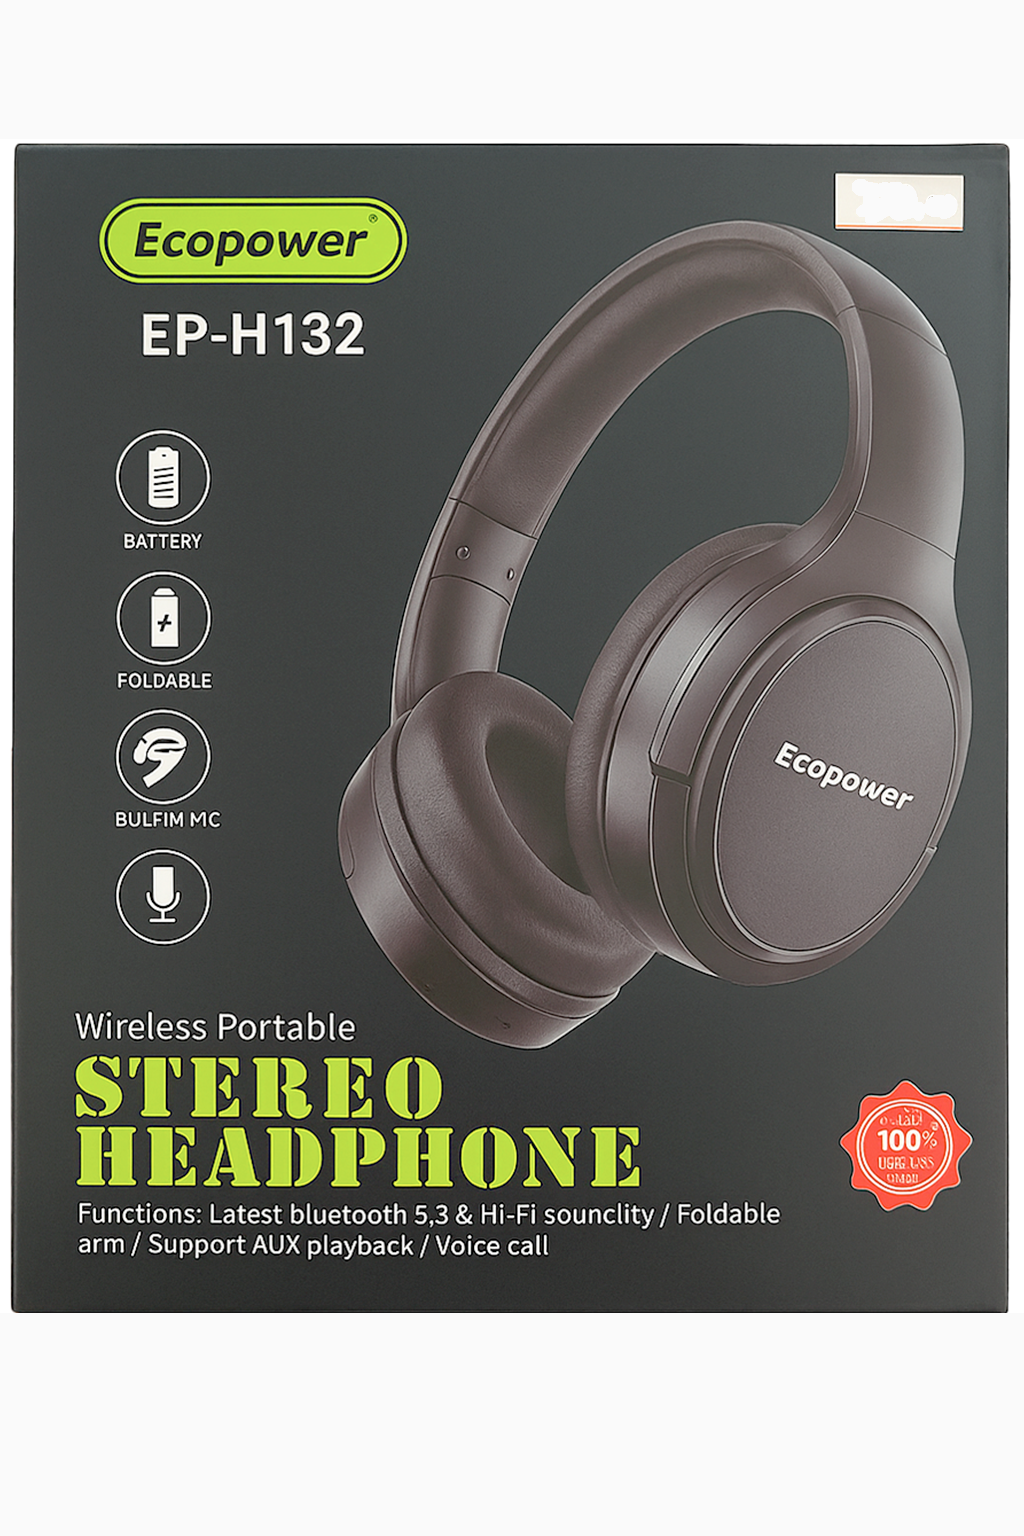 Ecopower®
EP-H132
BATTERY
FOLDABLE
BULFIM MC
Wireless Portable
STEREO
HEADPHONE
Functions: Latest bluetooth 5,3 & Hi-Fi sounclity / Foldable
arm / Support AUX playback / Voice call
Ecopower
100%